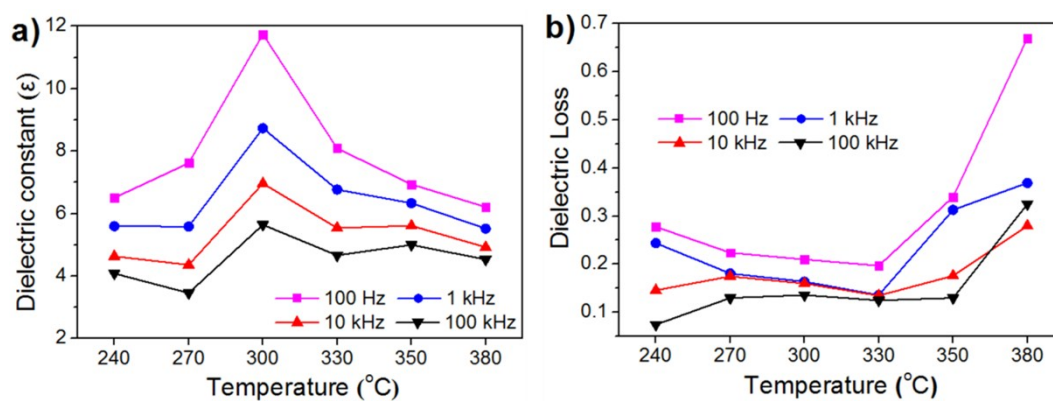 a)
Dielectric constant (ε)
12
10
8
6
4
2
100 Hz
1 kHz
10 kHz
100 kHz
240 270 300 330 350 380
Temperature (°C)
b)
Dielectric Loss
0.7
0.6
0.5
0.4
0.3
0.2
0.1
100 Hz
1 kHz
10 kHz
100 kHz
240 270 300 330 350 380
Temperature (°C)